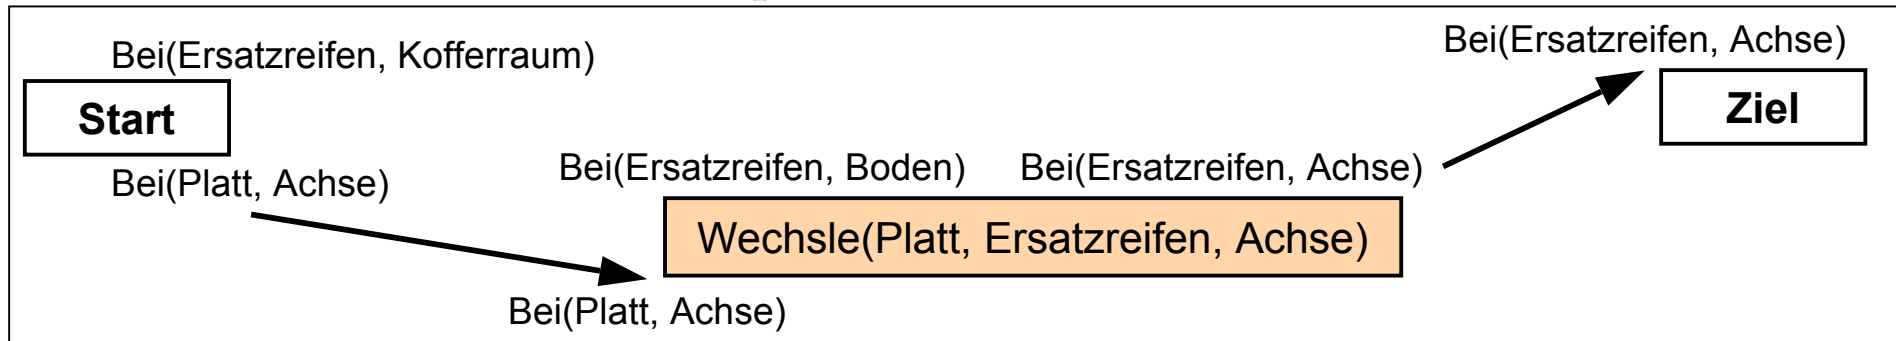 Bei(Ersatzreifen, Kofferraum)
Start
Bei(Platt, Achse)
Bei(Ersatzreifen, Boden)
Bei(Ersatzreifen, Achse)
Wechsle(Platt, Ersatzreifen, Achse)
Bei(Platt, Achse)
Bei(Ersatzreifen, Achse)
Ziel